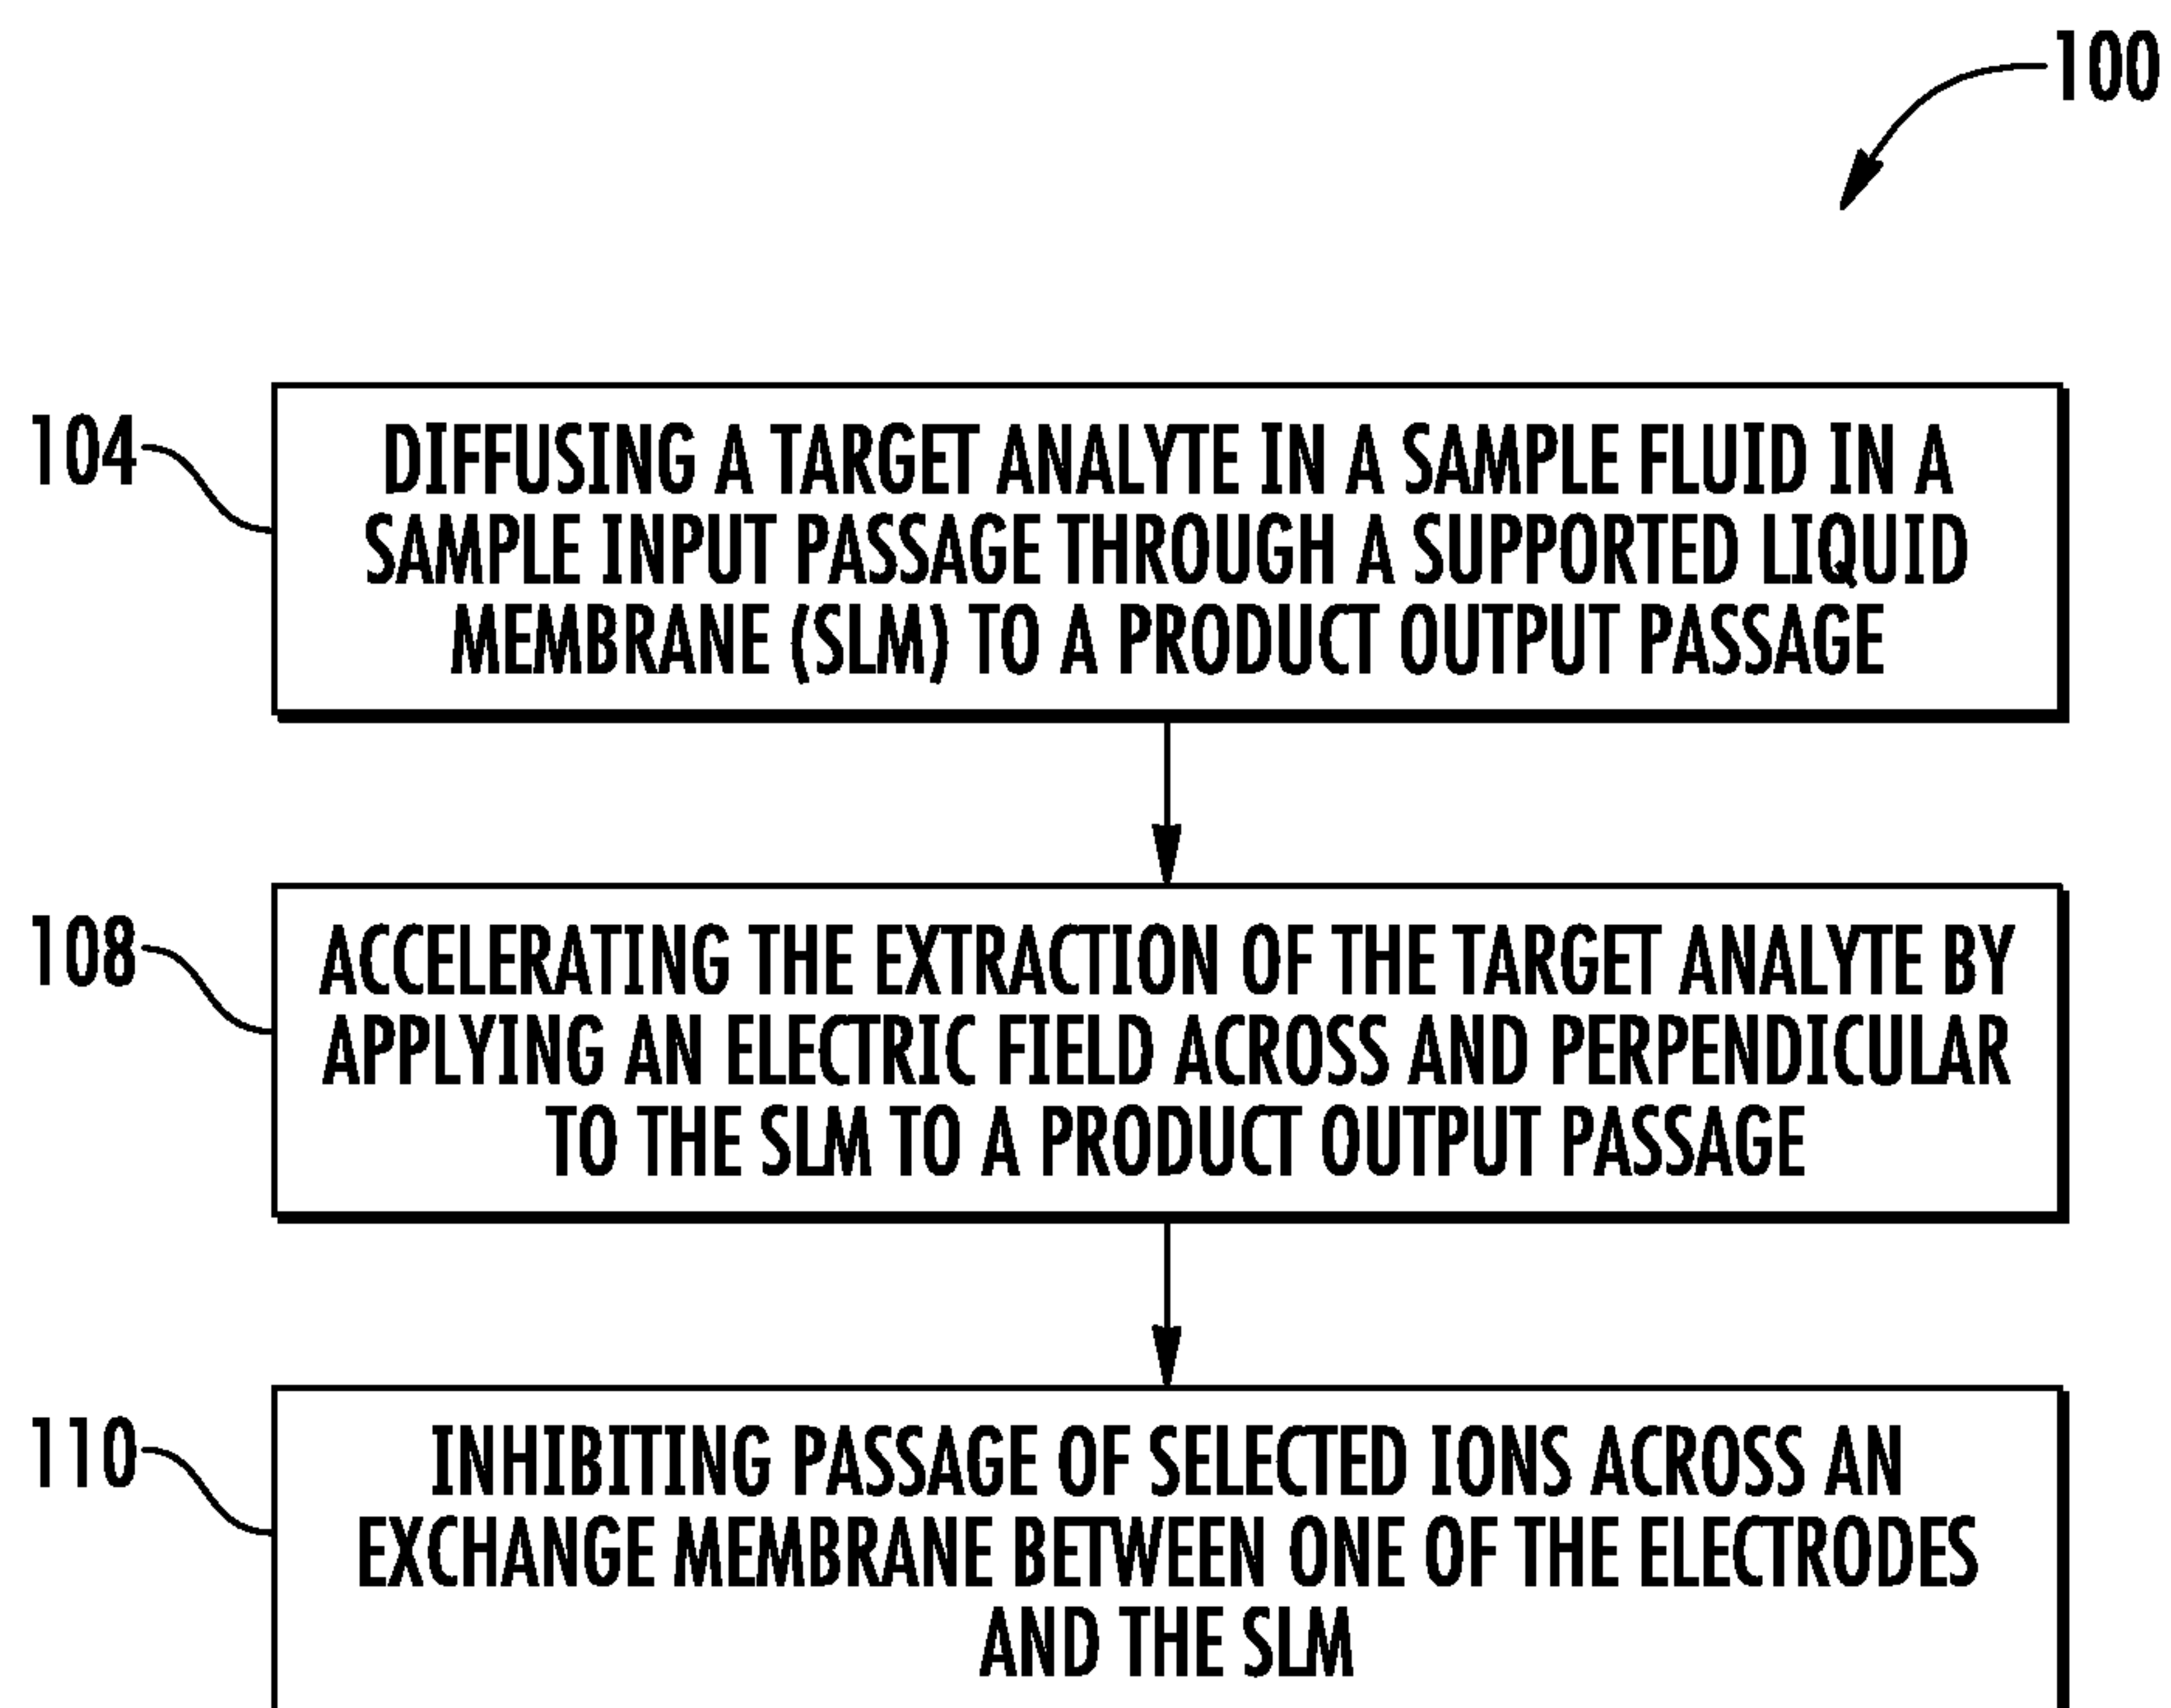 100
104
DIFFUSING A TARGET ANALYTE IN A SAMPLE FLUID IN A
SAMPLE INPUT PASSAGE THROUGH A SUPPORTED LIQUID
MEMBRANE (SLM) TO A PRODUCT OUTPUT PASSAGE
108
ACCELERATING THE EXTRACTION OF THE TARGET ANALYTE BY
APPLYING AN ELECTRIC FIELD ACROSS AND PERPENDICULAR
TO THE SLM TO A PRODUCT OUTPUT PASSAGE
110
INHIBITING PASSAGE OF SELECTED IONS ACROSS AN
EXCHANGE MEMBRANE BETWEEN ONE OF THE ELECTRODES
AND THE SLM